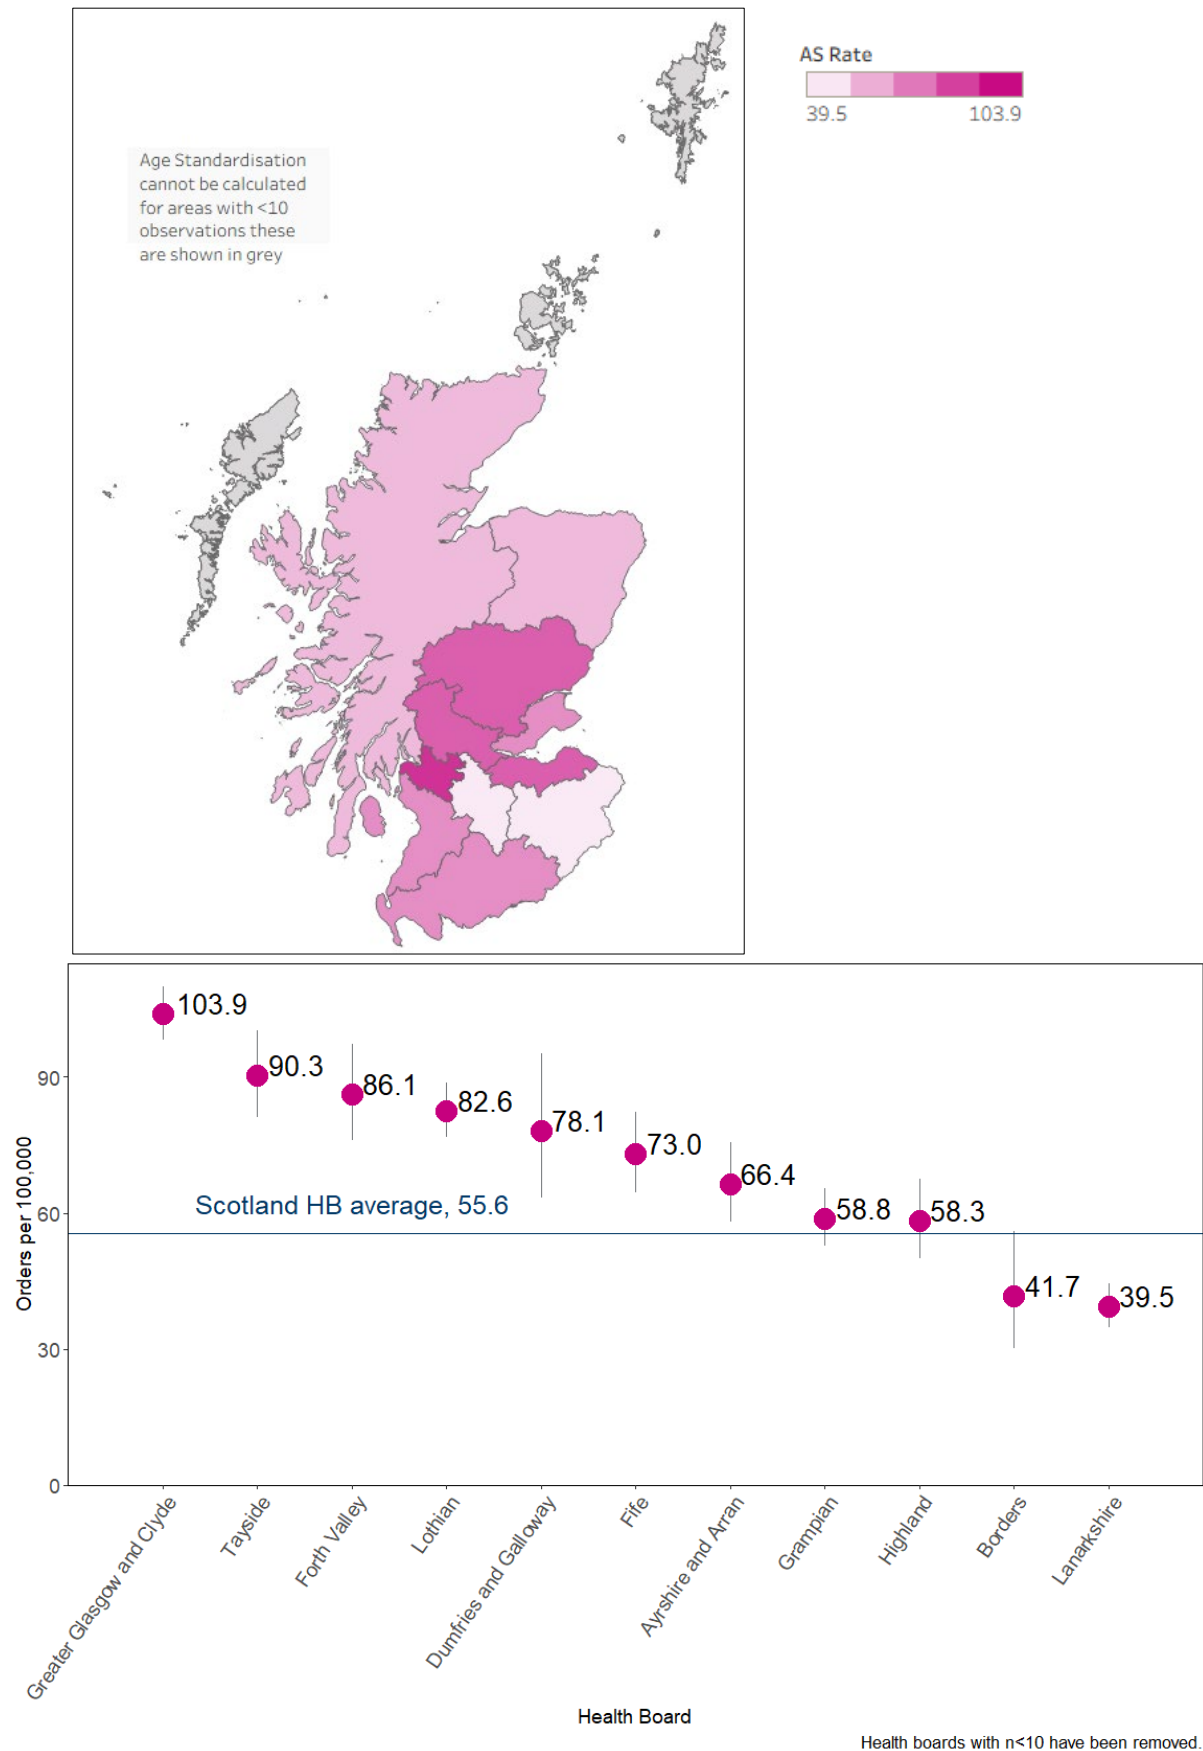 AS Rate
39.5 103.9
Age Standardisation
cannot be calculated
for areas with <10
observations these
are shown in grey
103.9
90.3
86.1
82.6
78.1
73.0
66.4
58.8
58.3
41.7
39.5
Scotland HB average, 55.6
Orders per 100,000
90
60
30
0
Greater Glasgow and Clyde
Tayside
Forth Valley
Lothian
Dumfries and Galloway
Fife
Ayrshire and Arran
Grampian
Highland
Borders
Lanarkshire
Health Board
Health boards with n<10 have been removed.